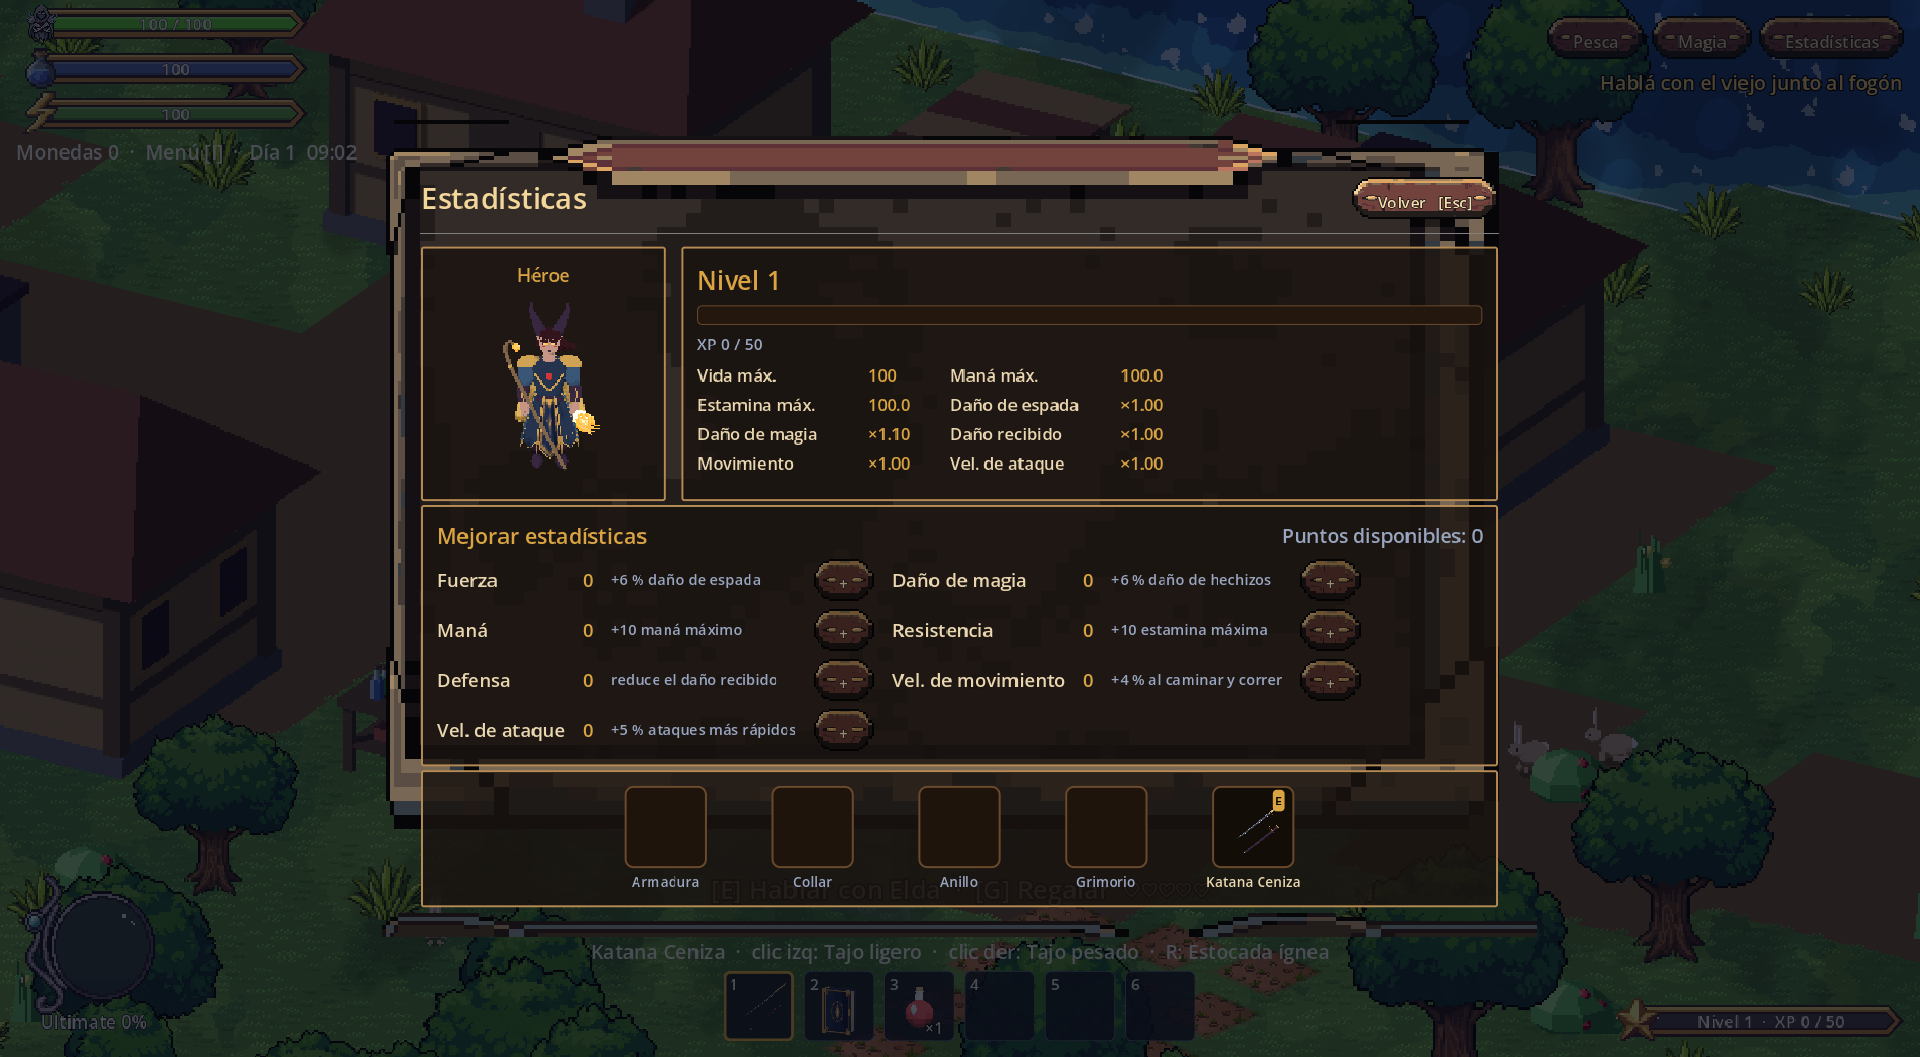 100 / 100
100
100
Monedas 0 · Menú [I] · Día 1 09:02
Pesca
Magia
Estadísticas
Hablá con el viejo junto al fogón
Estadísticas
Volver [Esc]
Héroe
Nivel 1
XP 0 / 50
Vida máx. 100 Maná máx. 100.0
Estamina máx. 100.0 Daño de espada ×1.00
Daño de magia ×1.10 Daño recibido ×1.00
Movimiento ×1.00 Vel. de ataque ×1.00
Mejorar estadísticas Puntos disponibles: 0
Fuerza 0 +6 % daño de espada + Daño de magia 0 +6 % daño de hechizos +
Maná 0 +10 maná máximo + Resistencia 0 +10 estamina máxima +
Defensa 0 reduce el daño recibido + Vel. de movimiento 0 +4 % al caminar y correr +
Vel. de ataque 0 +5 % ataques más rápidos +
E
Armadura Collar Anillo Grimorio Katana Ceniza
[E] Hablar con Elda [G] Regalar ♡♡♡♡♡
Katana Ceniza · clic izq: Tajo ligero · clic der: Tajo pesado · R: Estocada ígnea
1 2 3 4 5 6
×1
Ultimate 0%
Nivel 1 · XP 0 / 50